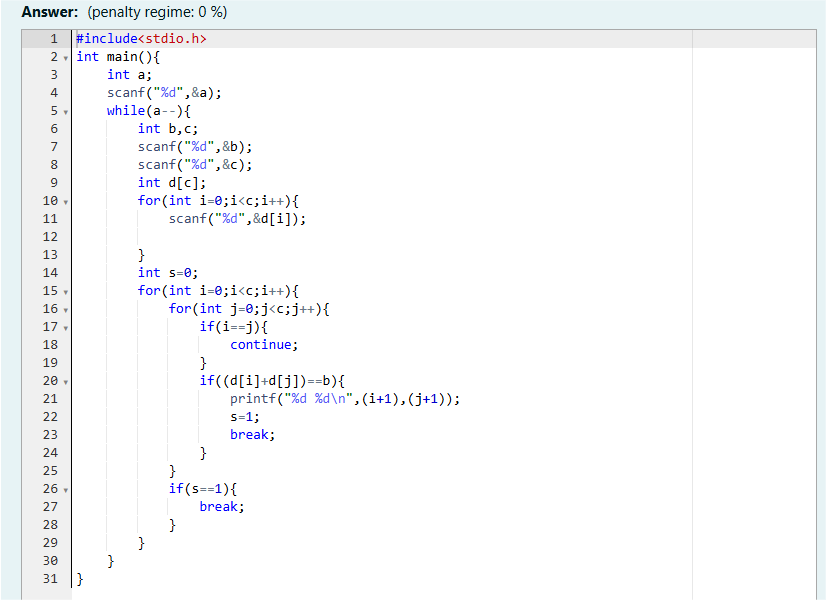 Answer: (penalty regime: 0 %)
1 #include<stdio.h>
2 int main(){
3     int a;
4     scanf("%d",&a);
5     while(a--){
6         int b,c;
7         scanf("%d",&b);
8         scanf("%d",&c);
9         int d[c];
10         for(int i=0;i<c;i++){
11             scanf("%d",&d[i]);
12
13         }
14         int s=0;
15         for(int i=0;i<c;i++){
16             for(int j=0;j<c;j++){
17                 if(i==j){
18                     continue;
19                 }
20                 if((d[i]+d[j])==b){
21                     printf("%d %d\n",(i+1),(j+1));
22                     s=1;
23                     break;
24                 }
25             }
26             if(s==1){
27                 break;
28             }
29         }
30     }
31 }